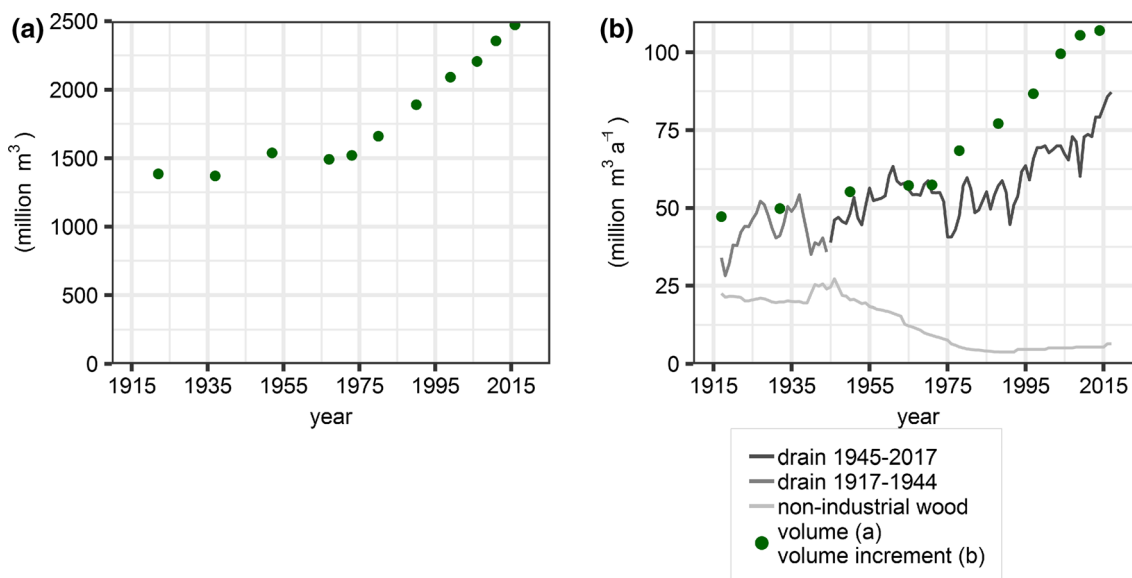 (a)
2500
2000
1500
1000
500
0
(million m³ )
1915 1935 1955 1975 1995 2015
year
(b)
100
75
50
25
0
(million m³ a⁻¹ )
1915 1935 1955 1975 1995 2015
year
drain 1945-2017
drain 1917-1944
non-industrial wood
volume (a)
volume increment (b)